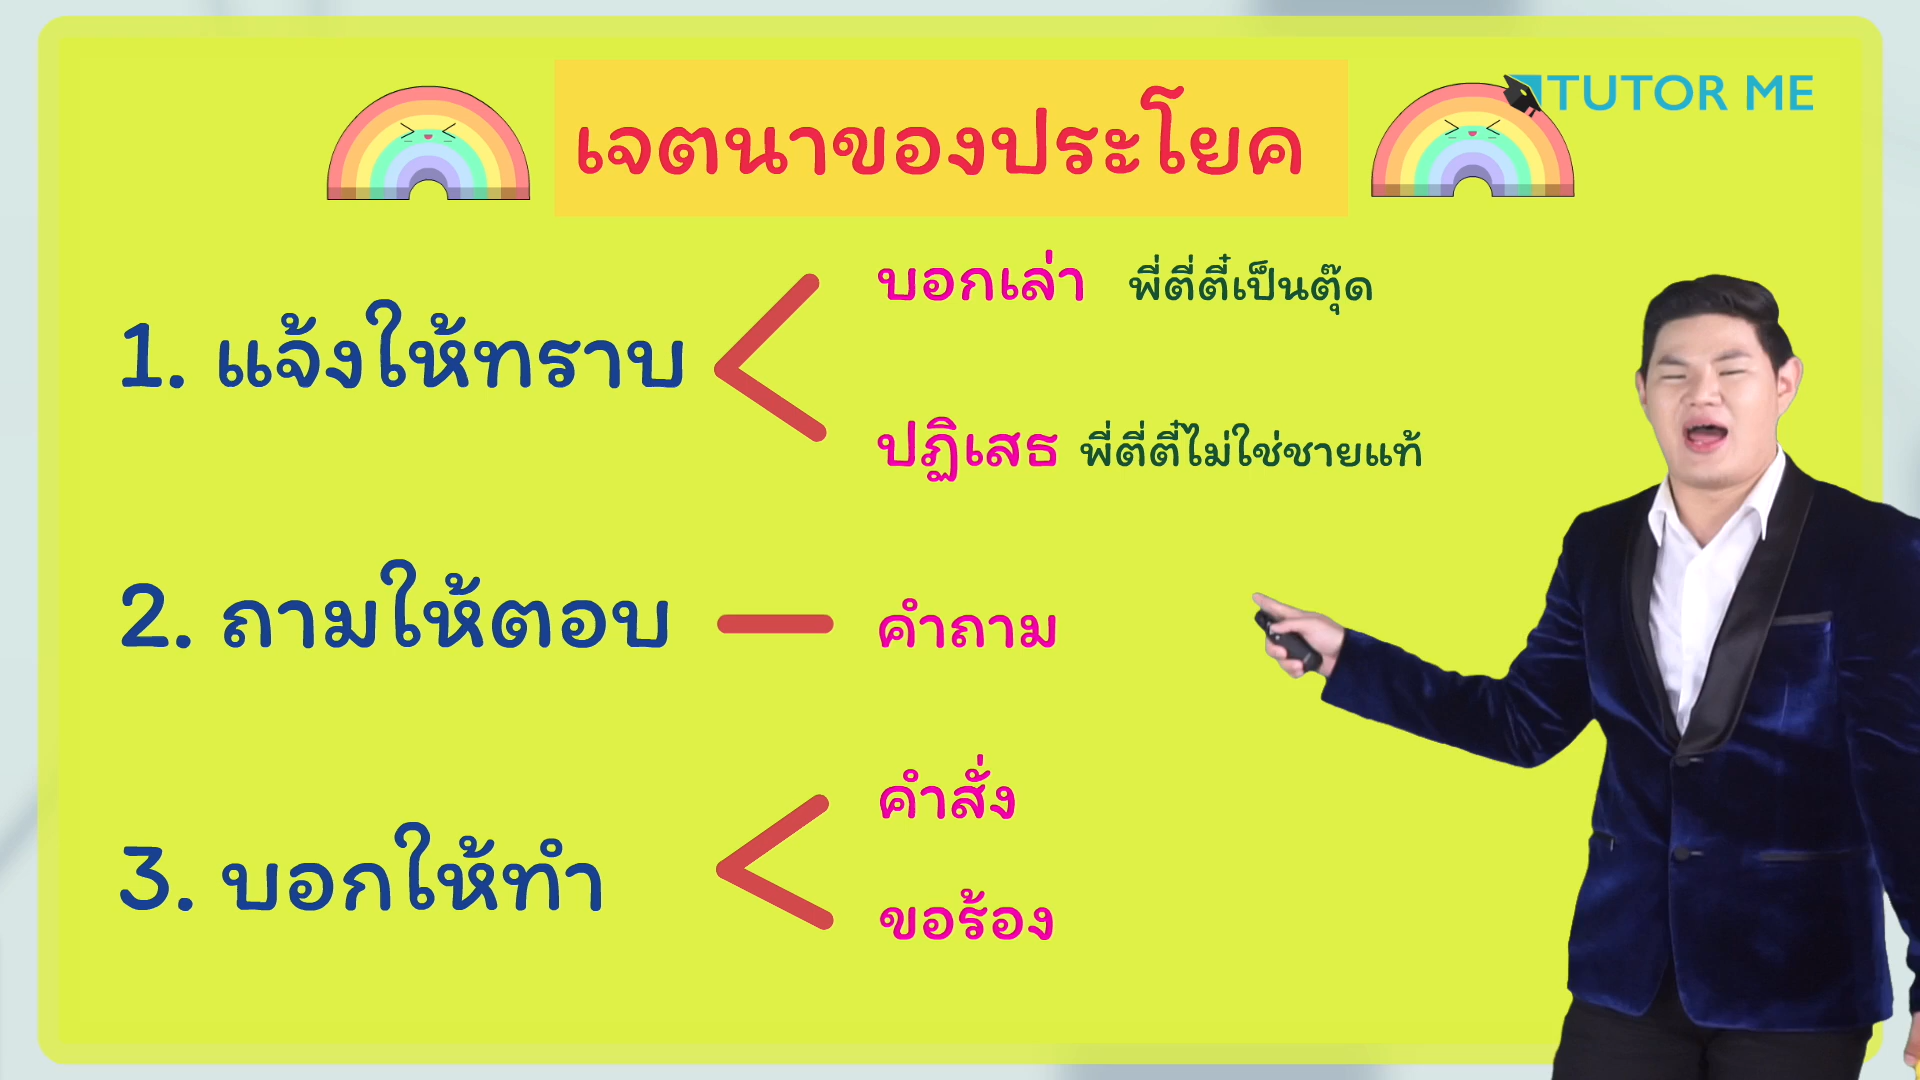 TUTOR ME
เจตนาของประโยค
1. แจ้งให้ทราบ
บอกเล่า พี่ตี่ตี๋เป็นตุ๊ด
ปฏิเสธ พี่ตี่ตี๋ไม่ใช่ชายแท้
2. ถามให้ตอบ
คำถาม
3. บอกให้ทำ
คำสั่ง
ขอร้อง